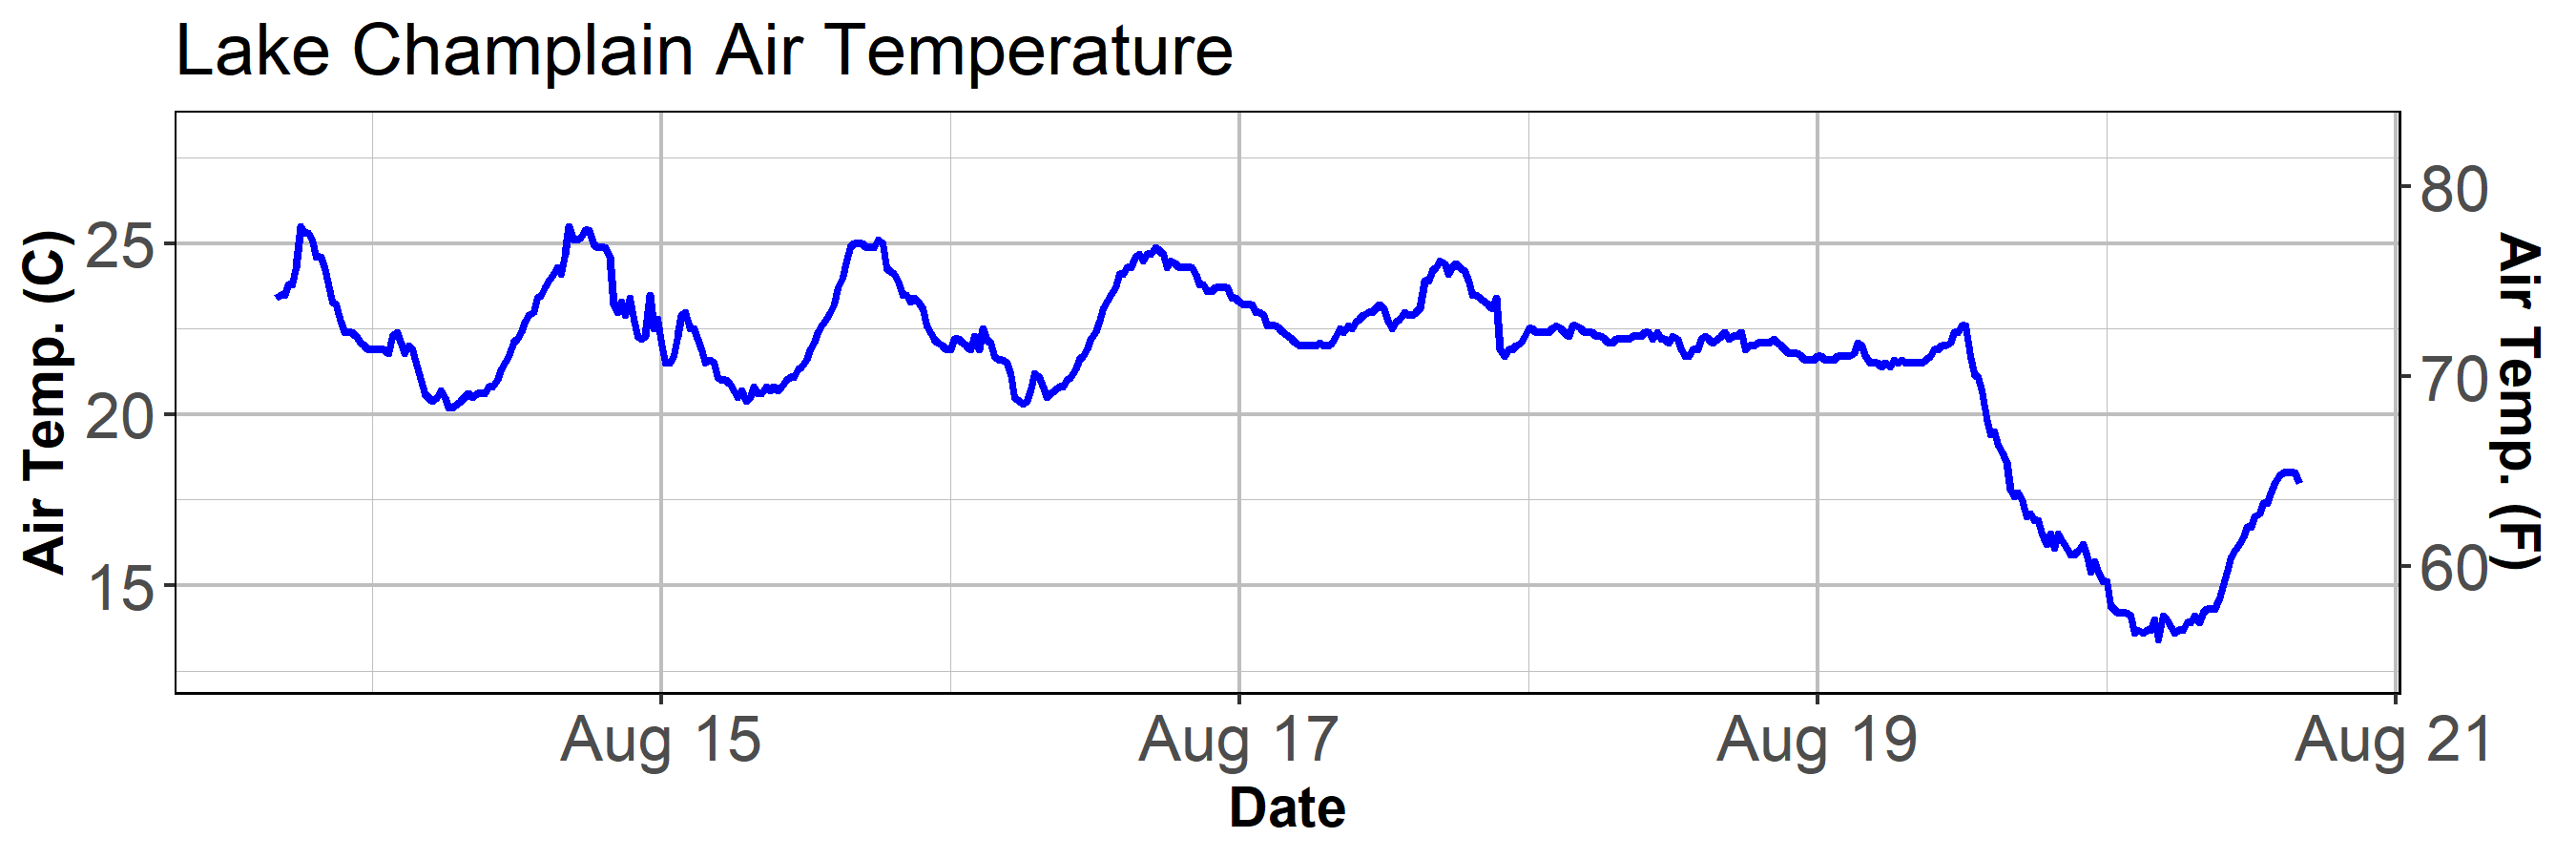 Lake Champlain Air Temperature
Air Temp. (C)
25
20
15
80
70
60
Air Temp. (F)
Aug 15
Aug 17
Aug 19
Aug 21
Date